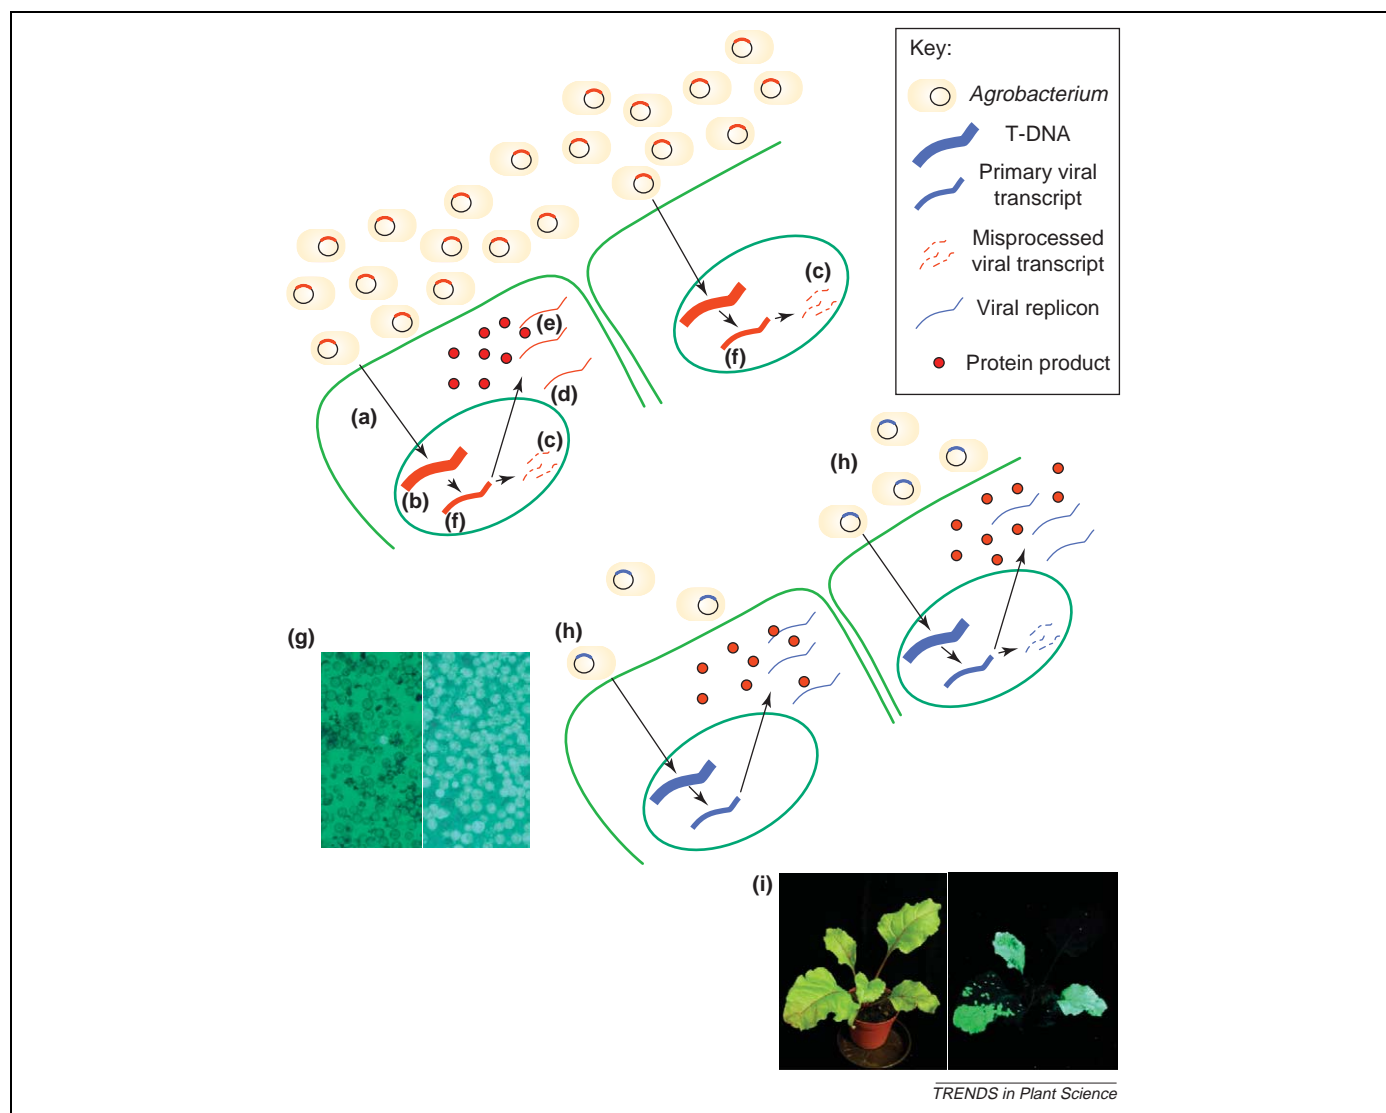 Key:
Agrobacterium
T-DNA
Primary viral
transcript
Misprocessed
viral transcript
Viral replicon
Protein product
(c)
(f)
(e)
(d)
(a)
(c)
(b)
(f)
(h)
(h)
(g)
(i)
TRENDS in Plant Science